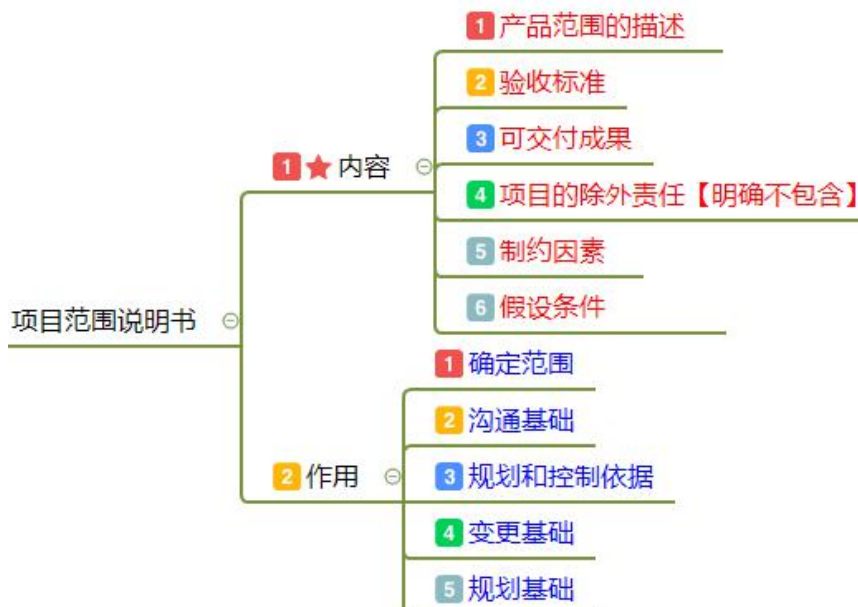 项目范围说明书
1 内容
1 产品范围的描述
2 验收标准
3 可交付成果
4 项目的除外责任【明确不包含】
5 制约因素
6 假设条件
2 作用
1 确定范围
2 沟通基础
3 规划和控制依据
4 变更基础
5 规划基础